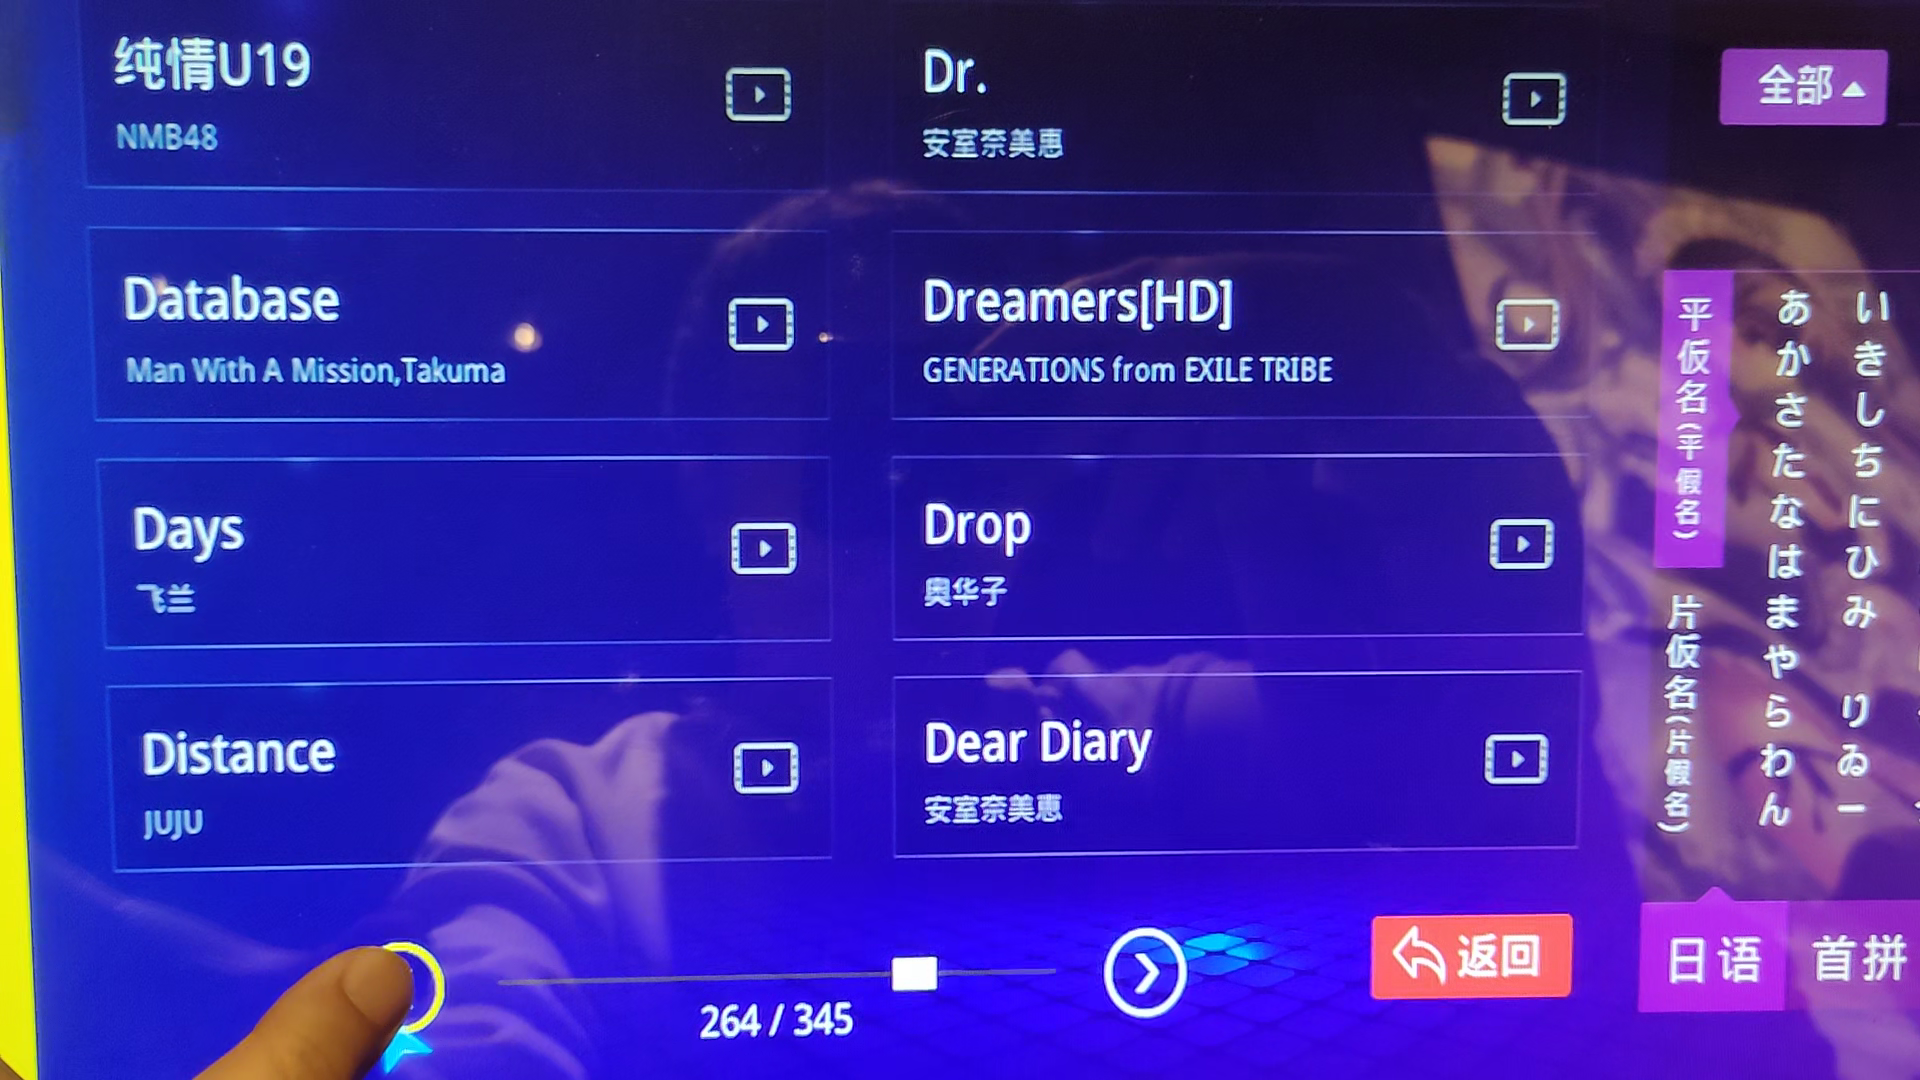 纯情U19
NMB48
Dr.
安室奈美惠
Database
Man With A Mission,Takuma
Dreamers[HD]
GENERATIONS from EXILE TRIBE
Days
飞兰
Drop
奥华子
Distance
JUJU
Dear Diary
安室奈美惠
264 / 345
返回
全部
平仮名(平假名)
片仮名(片假名)
あかさたなはまやらわん
いきしちにひみ りゐー
日语
首拼